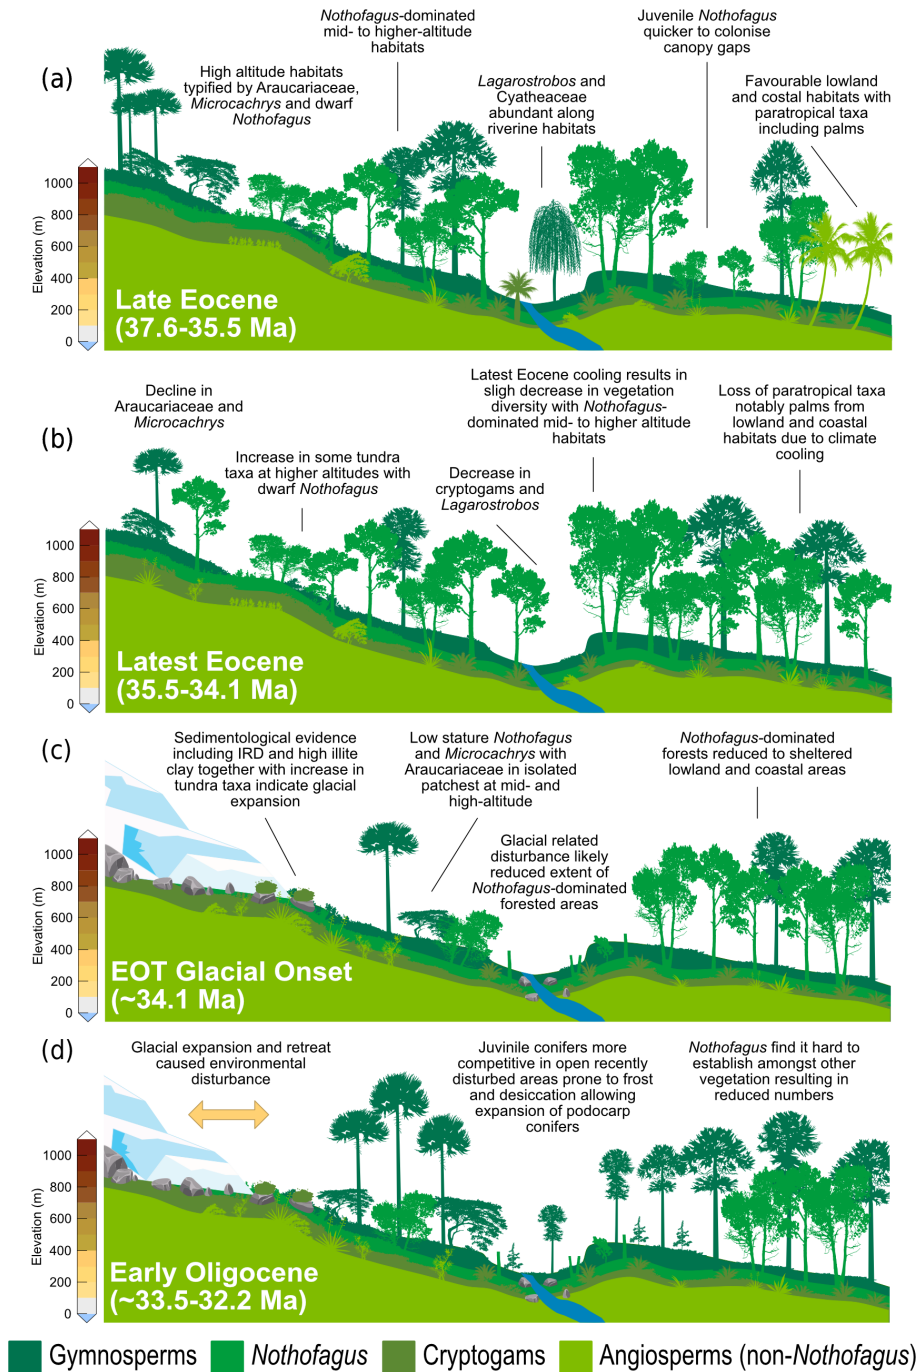 (a)
High altitude habitats
typified by Araucariaceae,
Microcachrys and dwarf
Nothofagus
Nothofagus-dominated
mid- to higher-altitude
habitats
Lagarostrobos and
Cyatheaceae
abundant along
riverine habitats
Juvenile Nothofagus
quicker to colonise
canopy gaps
Favourable lowland
and costal habitats with
paratropical taxa
including palms
Elevation (m)
1000
800
600
400
200
0
Late Eocene
(37.6-35.5 Ma)
(b)
Decline in
Araucariaceae and
Microcachrys
Increase in some tundra
taxa at higher altitudes with
dwarf Nothofagus
Decrease in
cryptogams and
Lagarostrobos
Latest Eocene cooling results in
sligh decrease in vegetation
diversity with Nothofagus-
dominated mid- to higher altitude
habitats
Loss of paratropical taxa
notably palms from
lowland and coastal
habitats due to climate
cooling
Elevation (m)
1000
800
600
400
200
0
Latest Eocene
(35.5-34.1 Ma)
(c)
Sedimentological evidence
including IRD and high illite
clay together with increase in
tundra taxa indicate glacial
expansion
Low stature Nothofagus
and Microcachrys with
Araucariaceae in isolated
patchest at mid- and
high-altitude
Glacial related
disturbance likely
reduced extent of
Nothofagus-dominated
forested areas
Nothofagus-dominated
forests reduced to sheltered
lowland and coastal areas
Elevation (m)
1000
800
600
400
200
0
EOT Glacial Onset
(~34.1 Ma)
(d)
Glacial expansion and retreat
caused environmental
disturbance
Juvinile conifers more
competitive in open recently
disturbed areas prone to frost
and desiccation allowing
expansion of podocarp
conifers
Nothofagus find it hard to
establish amongst other
vegetation resulting in
reduced numbers
Elevation (m)
1000
800
600
400
200
0
Early Oligocene
(~33.5-32.2 Ma)
Gymnosperms
Nothofagus
Cryptogams
Angiosperms (non-Nothofagus)